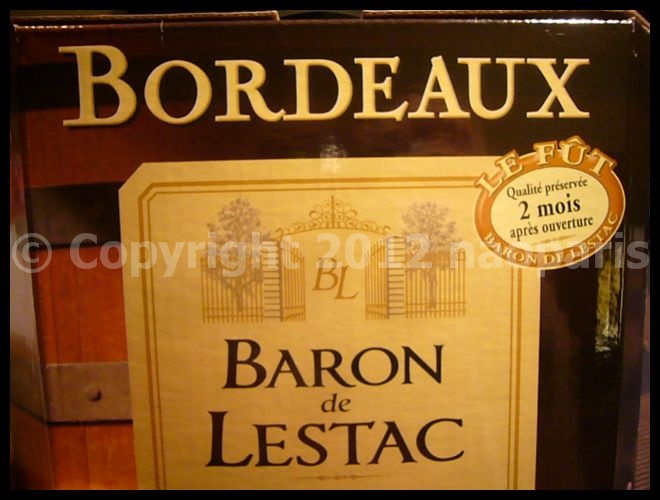 BORDEAUX
LE FÛT
Qualité préservée
2 mois
après ouverture
BARON DE LESTAC
© Copyright 2012
BL
BARON
de
LESTAC